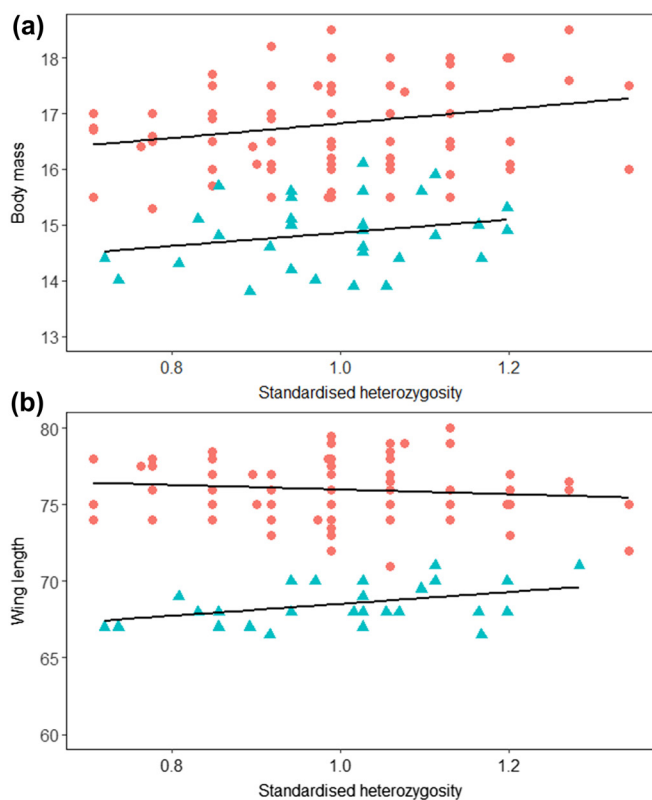 (a)
18
17
16
15
14
13
Body mass
0.8 1.0 1.2
Standardised heterozygosity
(b)
80
75
70
65
60
Wing length
0.8 1.0 1.2
Standardised heterozygosity